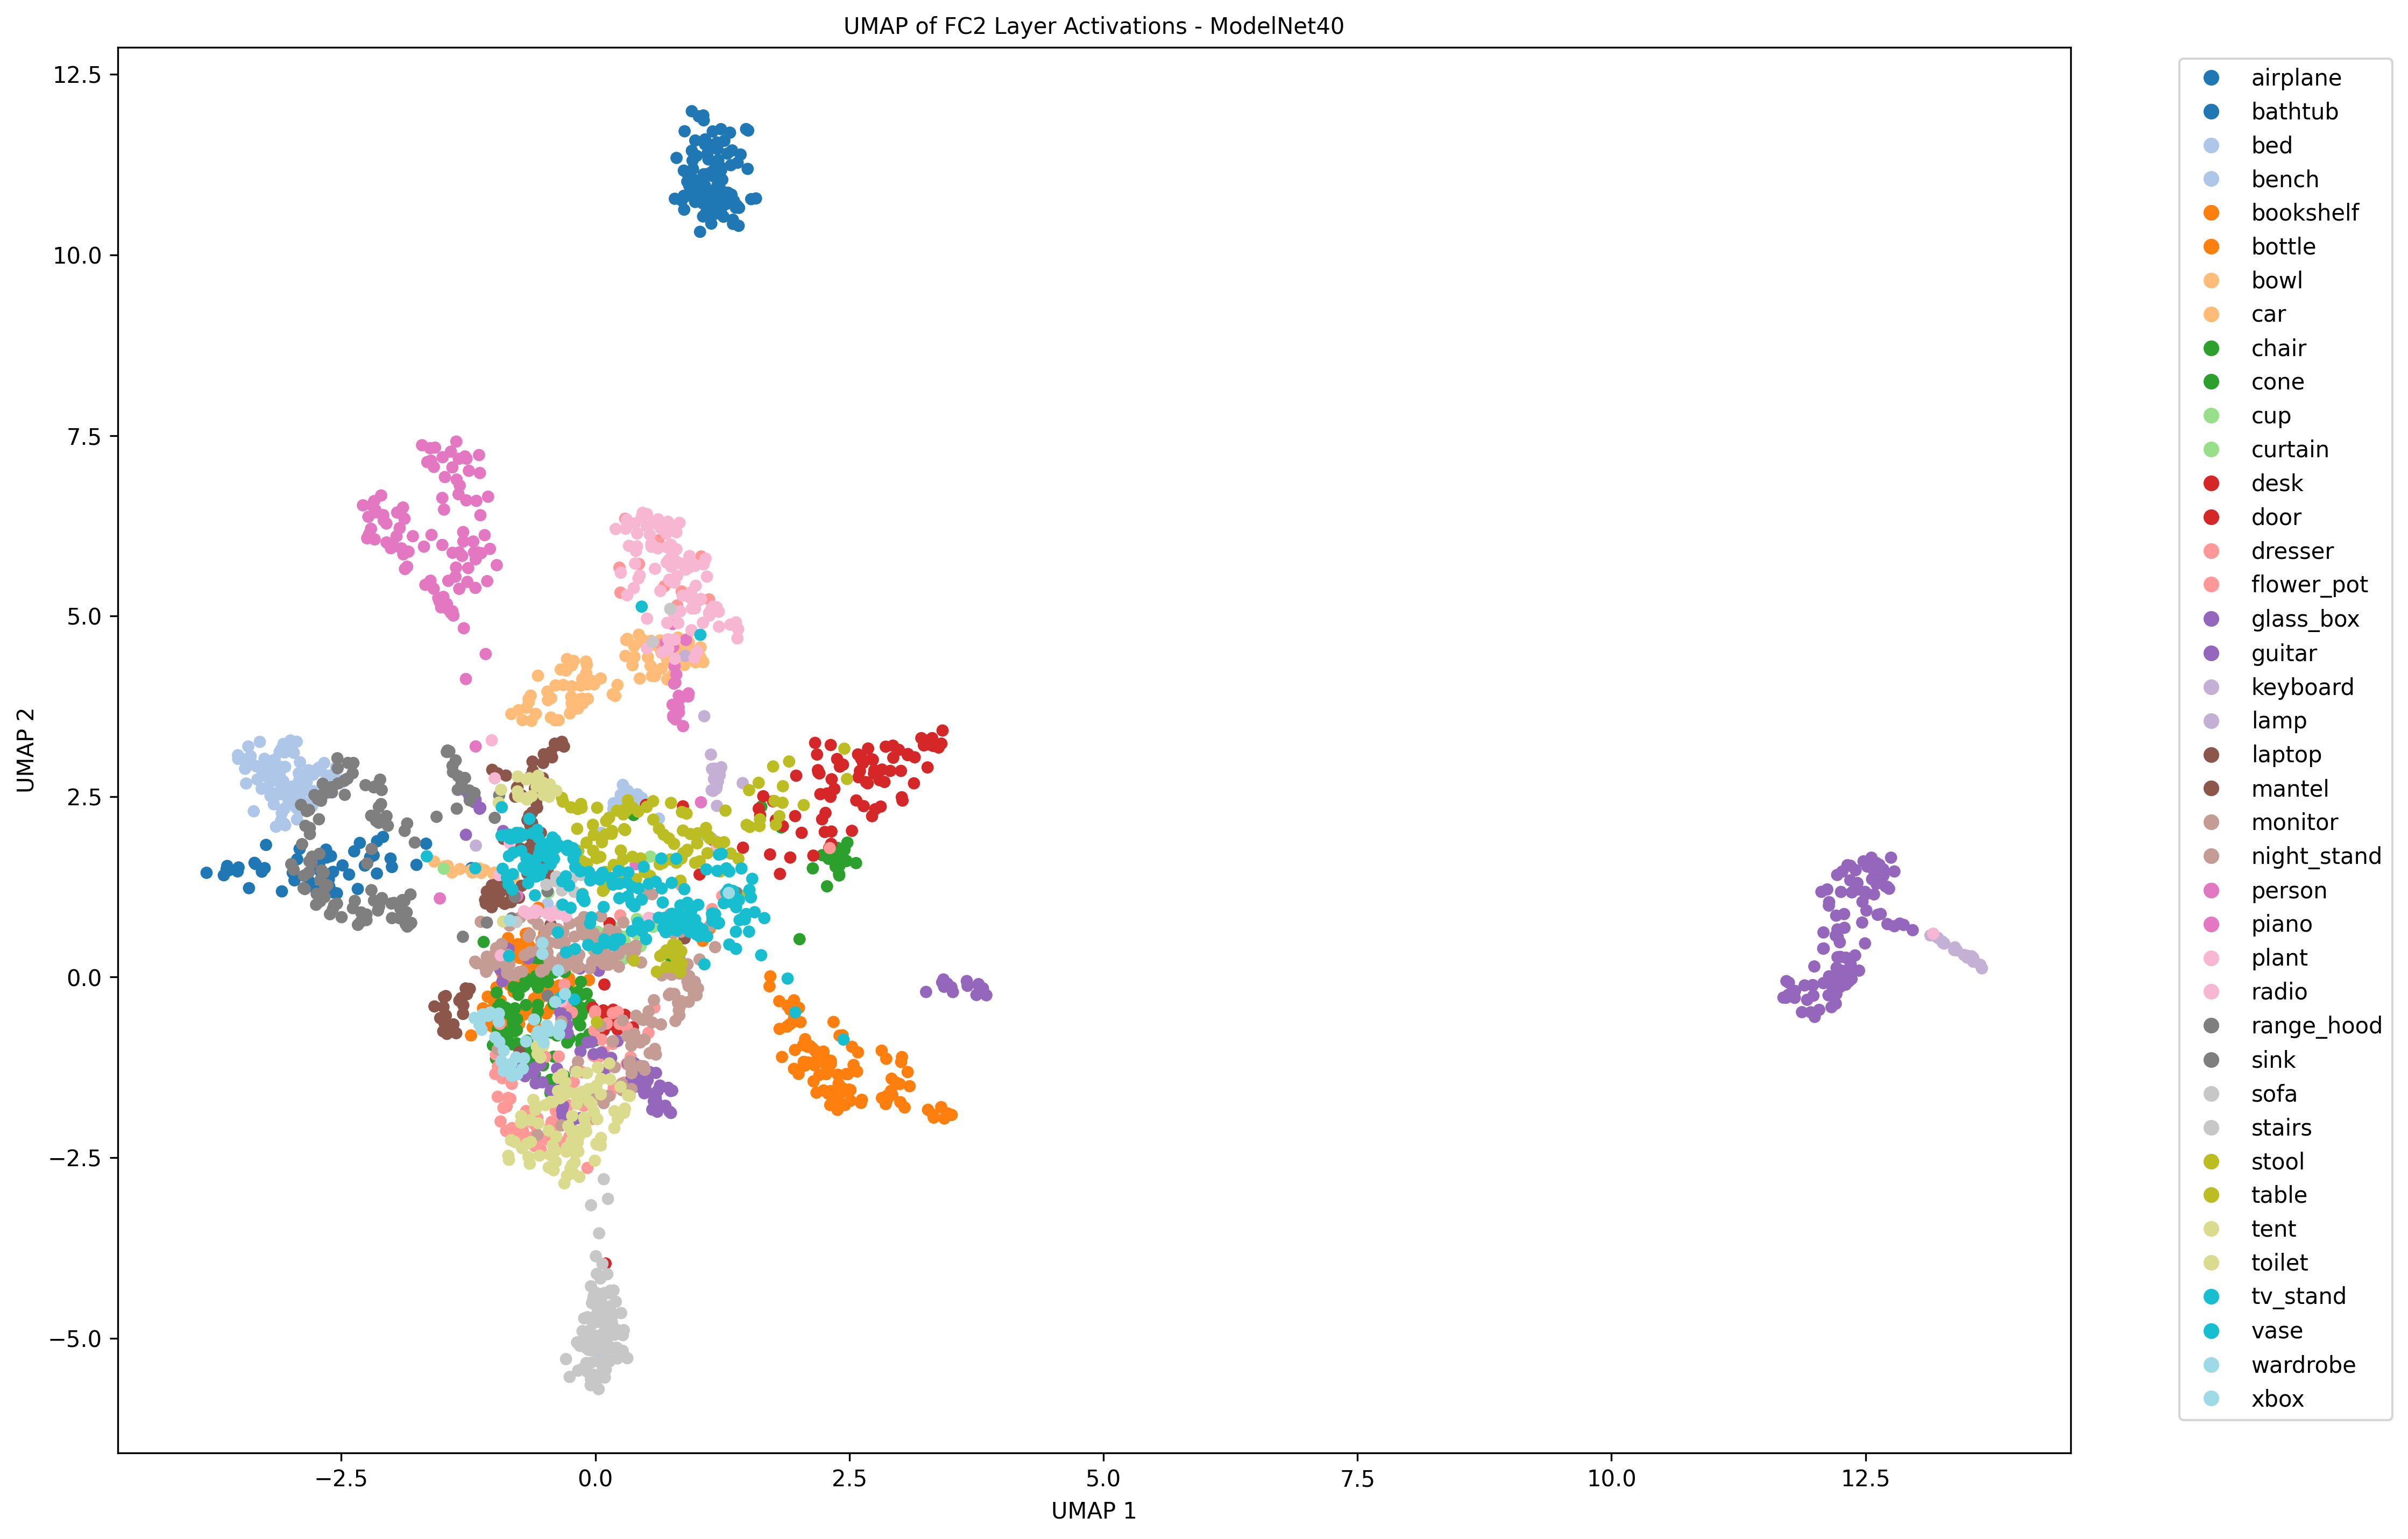 UMAP of FC2 Layer Activations - ModelNet40
12.5
10.0
7.5
5.0
2.5
0.0
−2.5
−5.0
UMAP 2
−2.5
0.0
2.5
5.0
7.5
10.0
12.5
UMAP 1
airplane
bathtub
bed
bench
bookshelf
bottle
bowl
car
chair
cone
cup
curtain
desk
door
dresser
flower_pot
glass_box
guitar
keyboard
lamp
laptop
mantel
monitor
night_stand
person
piano
plant
radio
range_hood
sink
sofa
stairs
stool
table
tent
toilet
tv_stand
vase
wardrobe
xbox